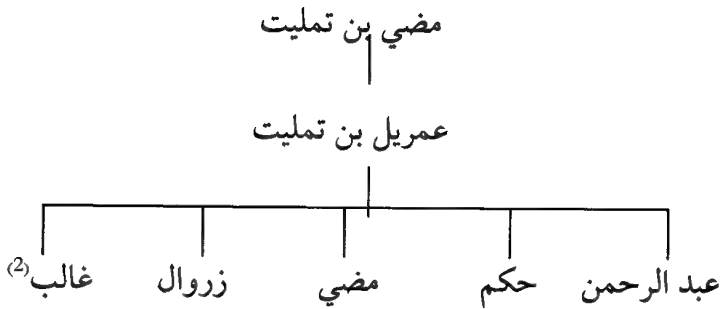 مضي بن تمليت
عمريل بن تمليت
عبد الرحمن حكم مضي زروال غالب(2)